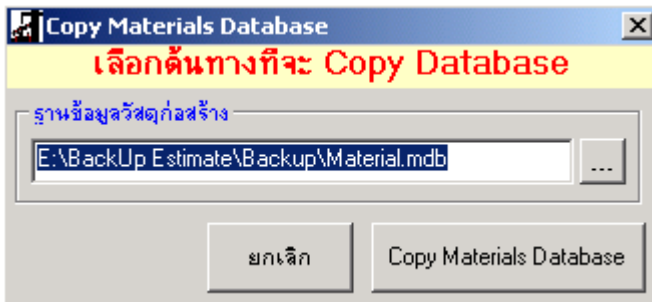 Copy Materials Database
เลือกต้นทางที่จะ Copy Database
ฐานข้อมูลวัสดุก่อสร้าง
E:\BackUp Estimate\Backup\Material.mdb
...
ยกเลิก
Copy Materials Database